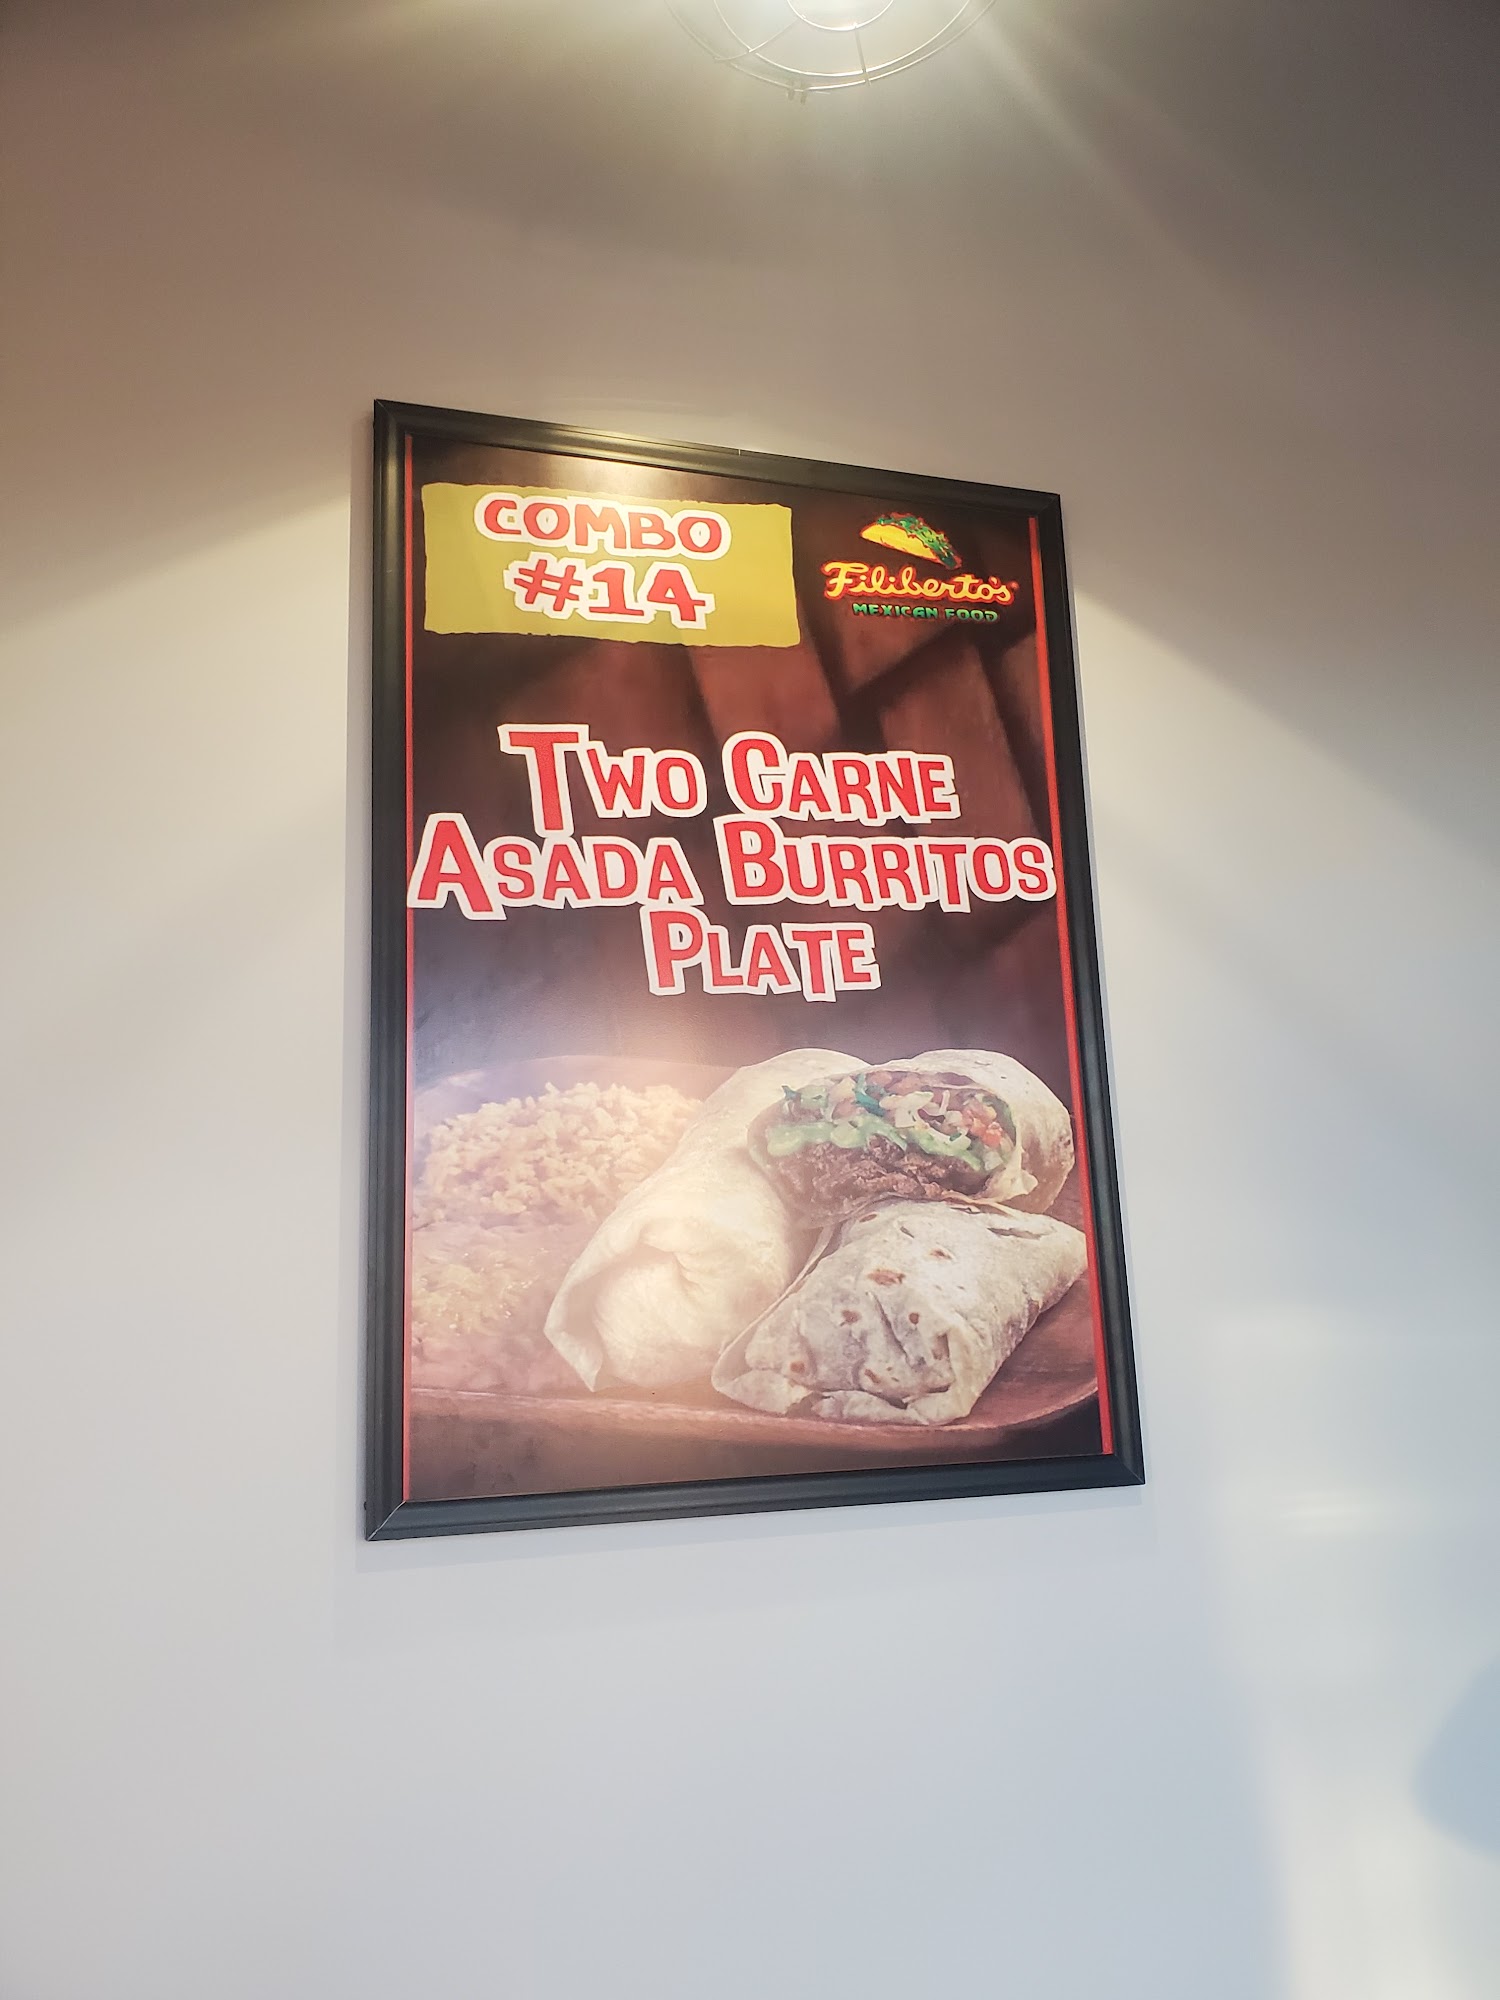 COMBO
#14
Filiberto's
MEXICAN FOOD
TWO CARNE
ASADA BURRITOS
PLATE